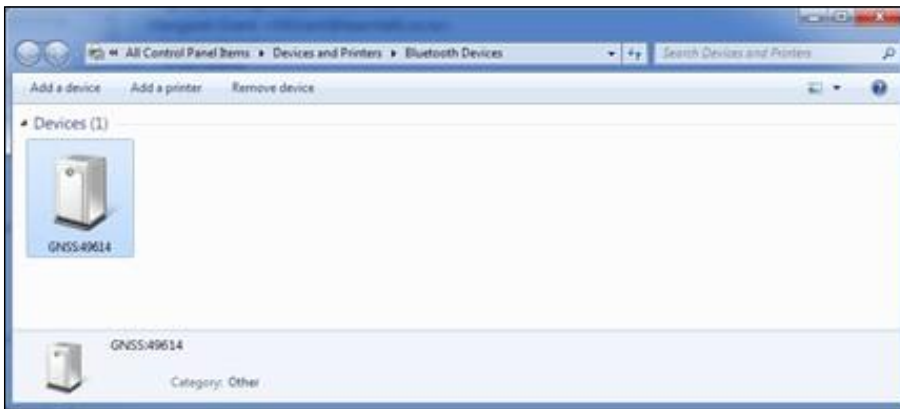 « All Control Panel Items ▸ Devices and Printers ▸ Bluetooth Devices
Search Devices and Printers
Add a device Add a printer Remove device
Devices (1)
GNSS:49614
GNSS:49614
Category: Other